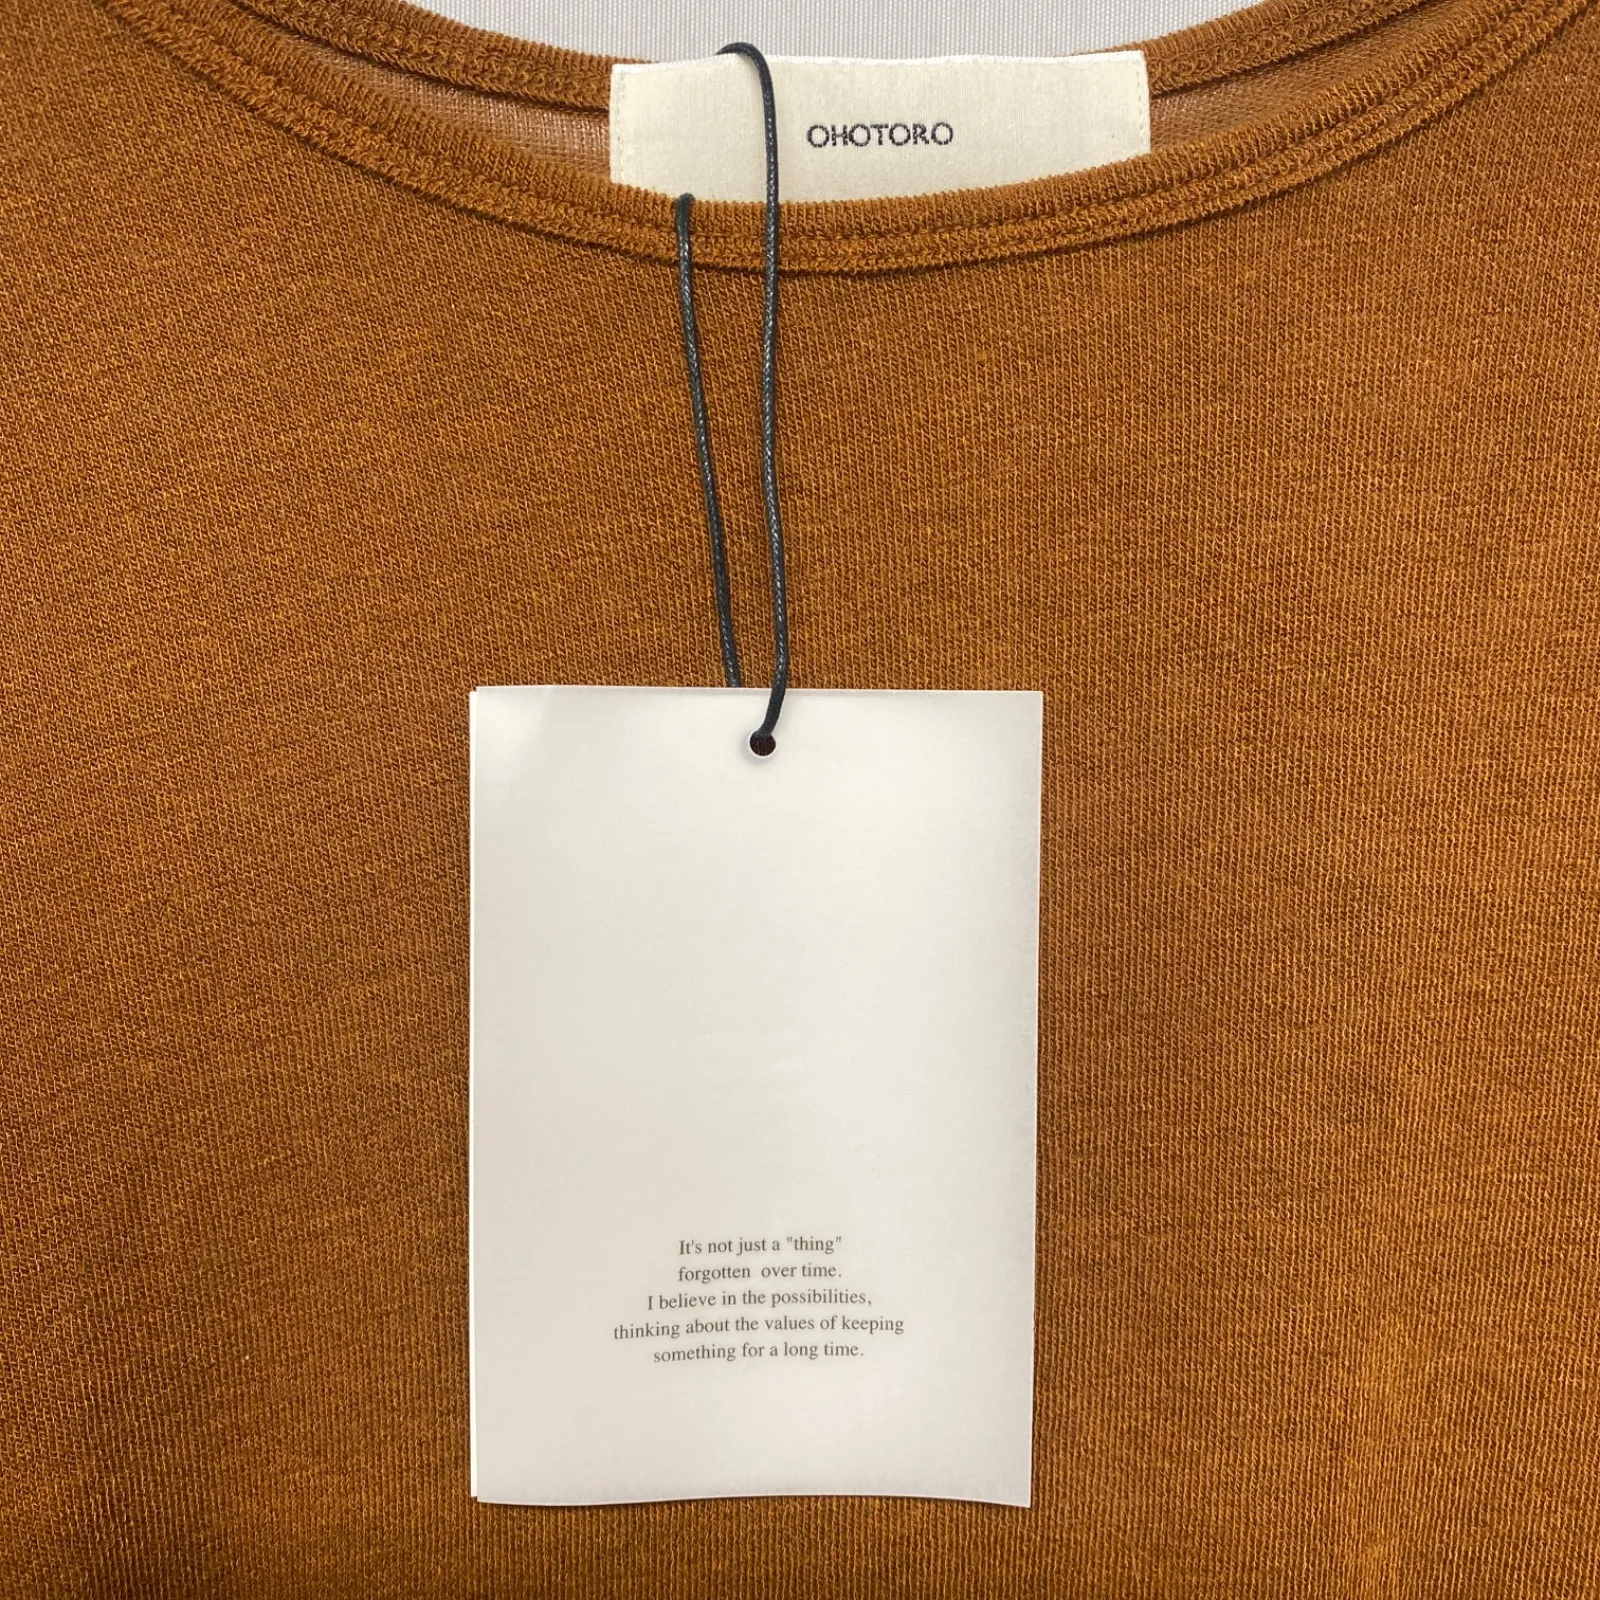 OHOTORO
It's not just a "thing"
forgotten over time.
I believe in the possibilities,
thinking about the values of keeping
something for a long time.